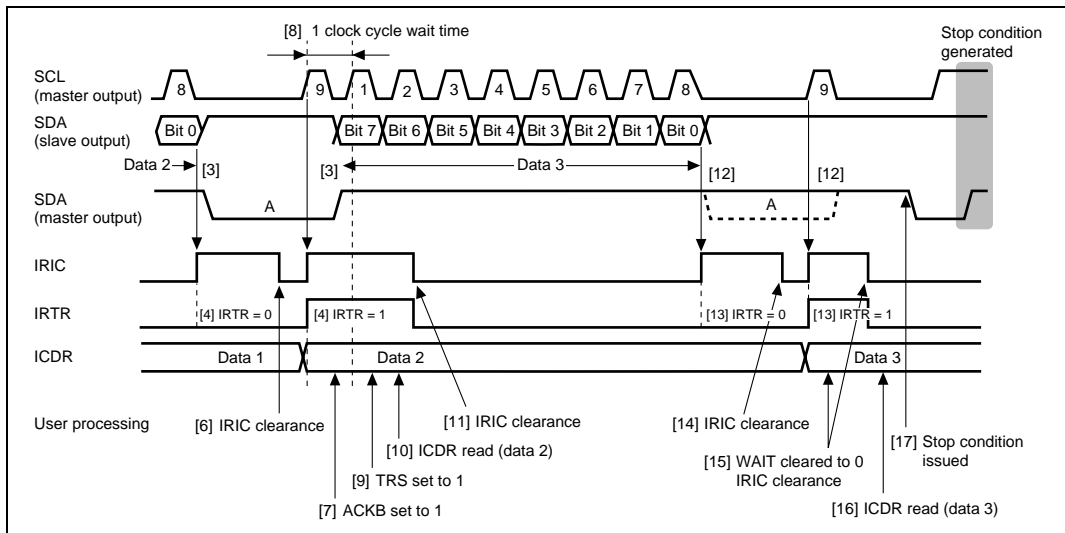 [8] 1 clock cycle wait time
Stop condition
generated
SCL
(master output)
8 9 1 2 3 4 5 6 7 8 9
SDA
(slave output)
Bit 0 Bit 7 Bit 6 Bit 5 Bit 4 Bit 3 Bit 2 Bit 1 Bit 0
Data 2 [3] [3] Data 3 [12] [12]
SDA
(master output)
A A
IRIC
IRTR
[4] IRTR = 0 [4] IRTR = 1 [13] IRTR = 0 [13] IRTR = 1
ICDR
Data 1 Data 2 Data 3
User processing
[6] IRIC clearance
[11] IRIC clearance
[14] IRIC clearance
[17] Stop condition
issued
[10] ICDR read (data 2)
[15] WAIT cleared to 0
IRIC clearance
[9] TRS set to 1
[16] ICDR read (data 3)
[7] ACKB set to 1